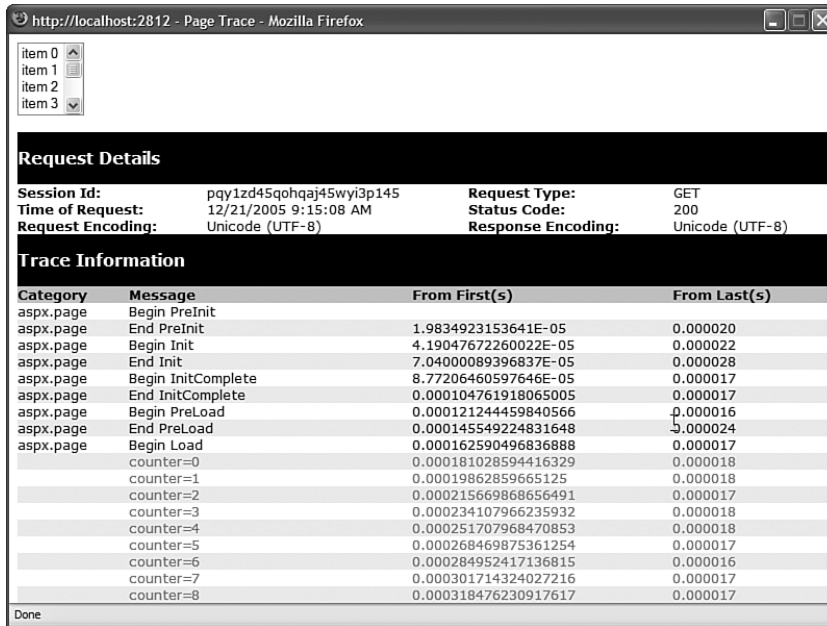 http://localhost:2812 - Page Trace - Mozilla Firefox
item 0
item 1
item 2
item 3
Request Details
Session Id: pqy1zd45qohqaj45wyi3p145 Request Type: GET
Time of Request: 12/21/2005 9:15:08 AM Status Code: 200
Request Encoding: Unicode (UTF-8) Response Encoding: Unicode (UTF-8)
Trace Information
Category Message From First(s) From Last(s)
aspx.page Begin PreInit
aspx.page End PreInit 1.9834923153641E-05 0.000020
aspx.page Begin Init 4.19047672260022E-05 0.000022
aspx.page End Init 7.04000089396837E-05 0.000028
aspx.page Begin InitComplete 8.77206460597646E-05 0.000017
aspx.page End InitComplete 0.000104761918065005 0.000017
aspx.page Begin PreLoad 0.000121244459840566 0.000016
aspx.page End PreLoad 0.000145549224831648 0.000024
aspx.page Begin Load 0.000162590496836888 0.000017
counter=0 0.000181028594416329 0.000018
counter=1 0.00019862859665125 0.000018
counter=2 0.000215669868656491 0.000017
counter=3 0.000234107966235932 0.000018
counter=4 0.000251707968470853 0.000018
counter=5 0.000268469875361254 0.000017
counter=6 0.000284952417136815 0.000016
counter=7 0.000301714324027216 0.000017
counter=8 0.000318476230917617 0.000017
Done